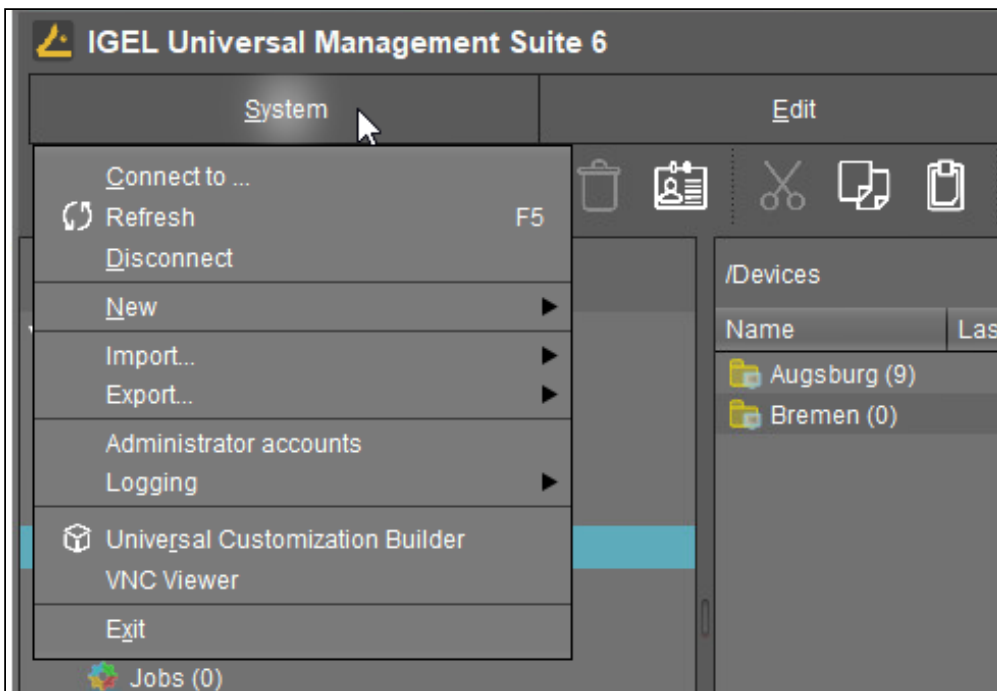 IGEL Universal Management Suite 6
System Edit
Connect to ...
Refresh F5
Disconnect
New
Import...
Export...
Administrator accounts
Logging
Universal Customization Builder
VNC Viewer
Exit
Jobs (0)
/Devices
Name Las
Augsburg (9)
Bremen (0)